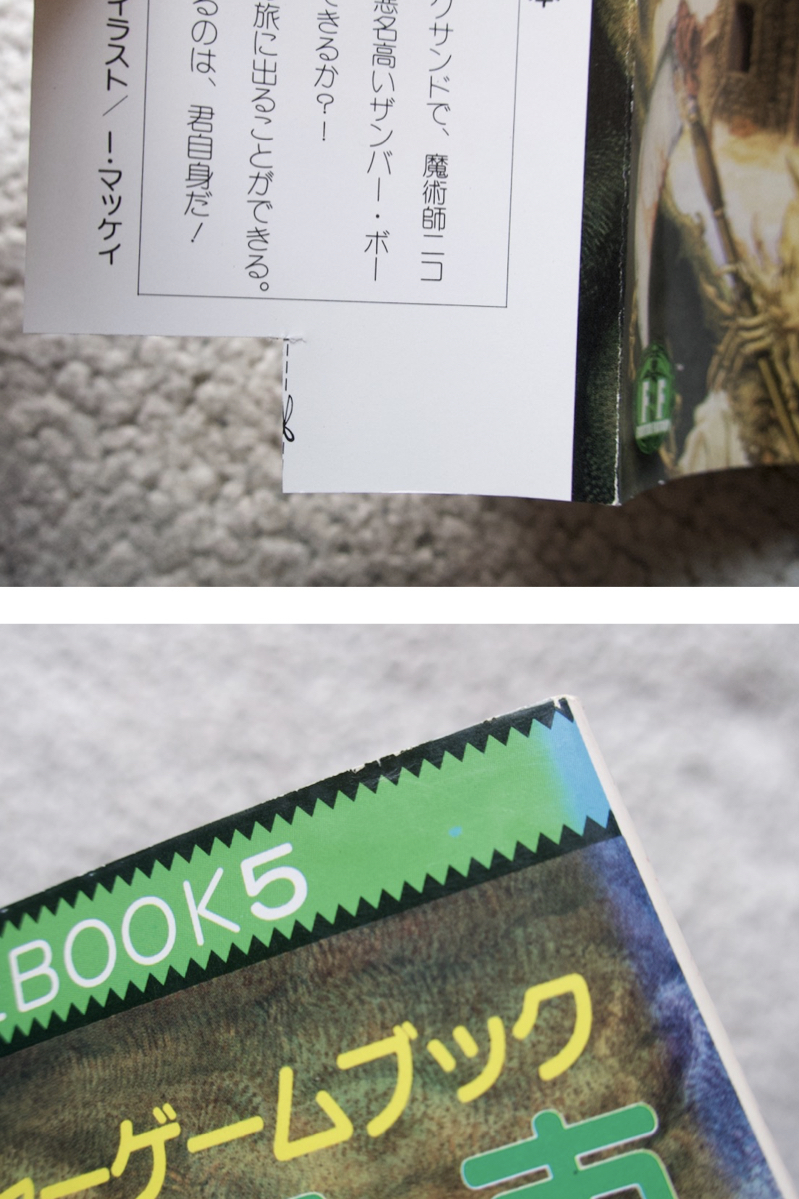 クサンドで、魔術師ニコ
悪名高いザンバー・ボー
できるか?!
旅に出ることができる。
るのは、君自身だ!
イラスト/I・マッケイ
FF
BOOK5
ーゲームブック